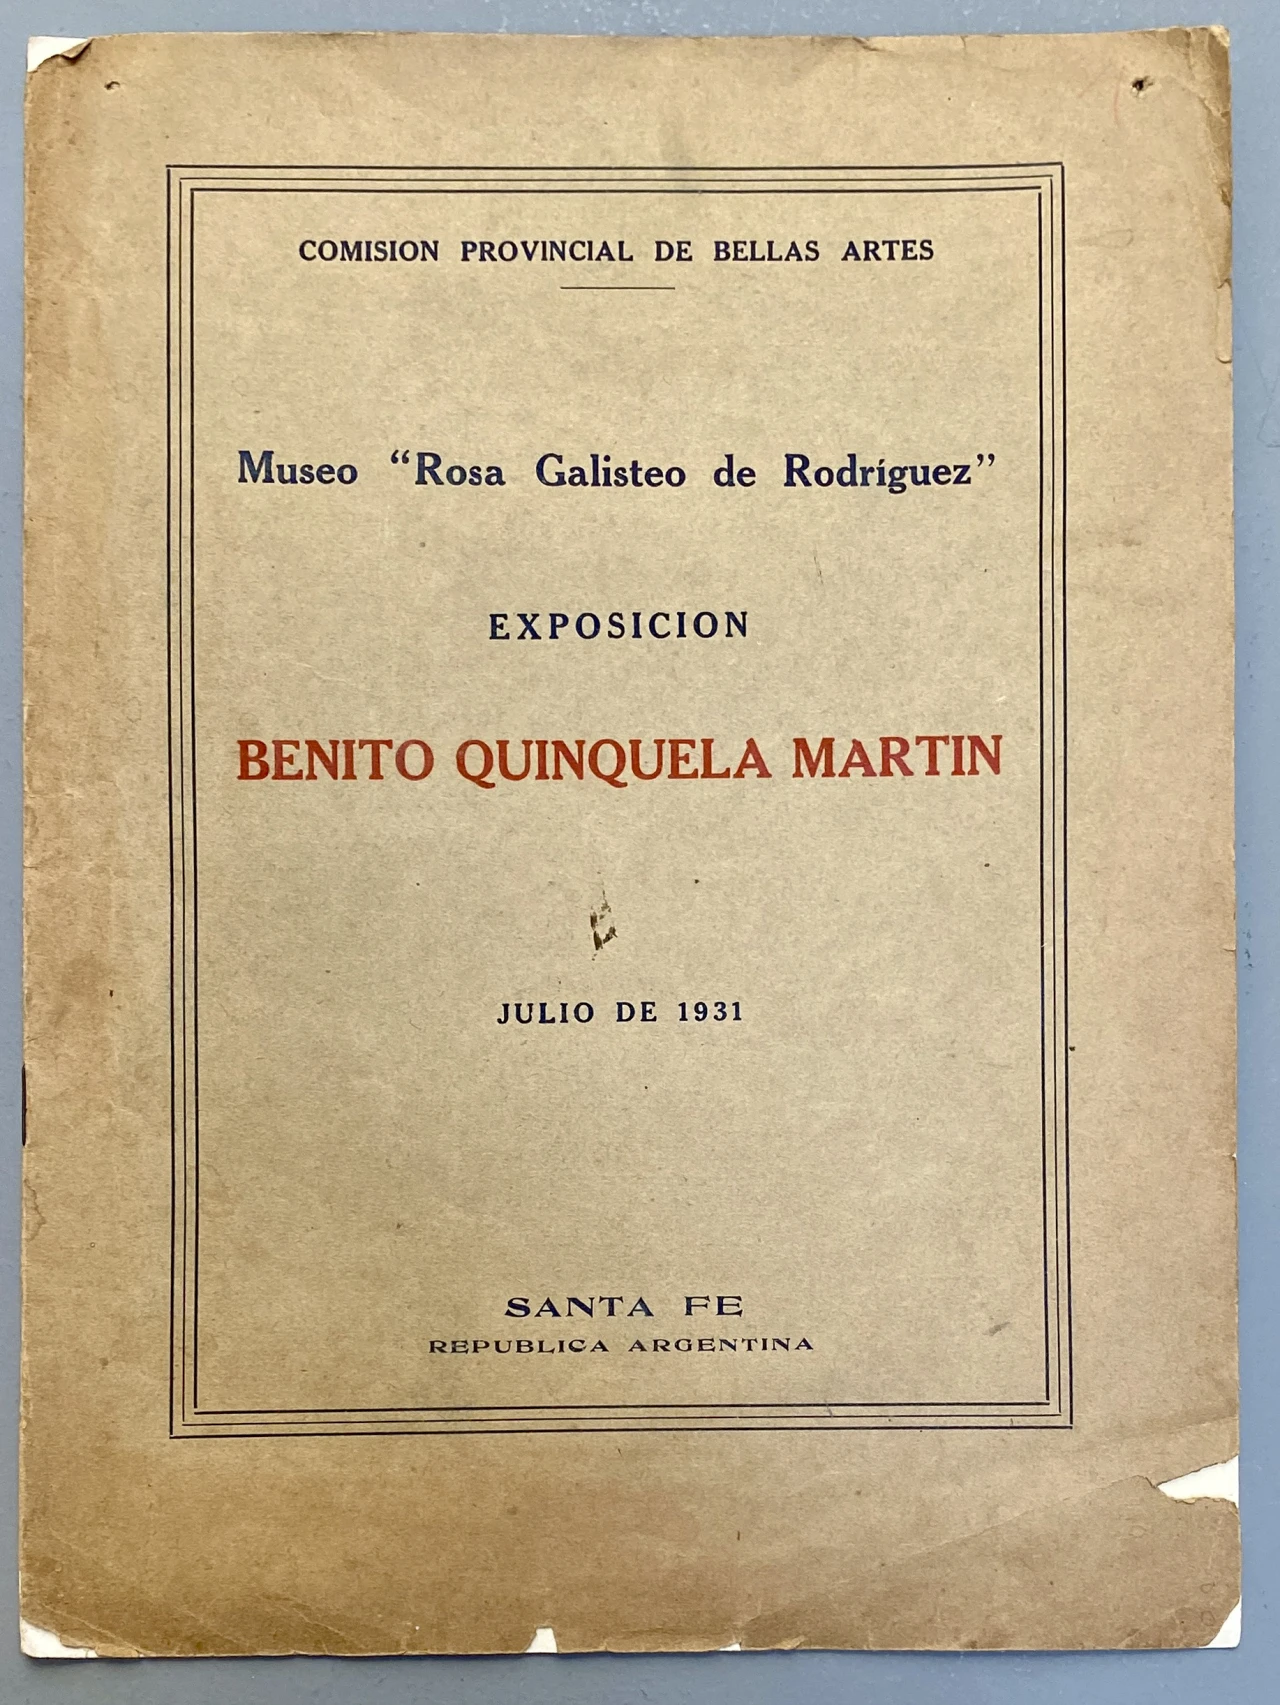 COMISION PROVINCIAL DE BELLAS ARTES
Museo “Rosa Galisteo de Rodríguez”
EXPOSICION
BENITO QUINQUELA MARTIN
JULIO DE 1931
SANTA FE
REPUBLICA ARGENTINA